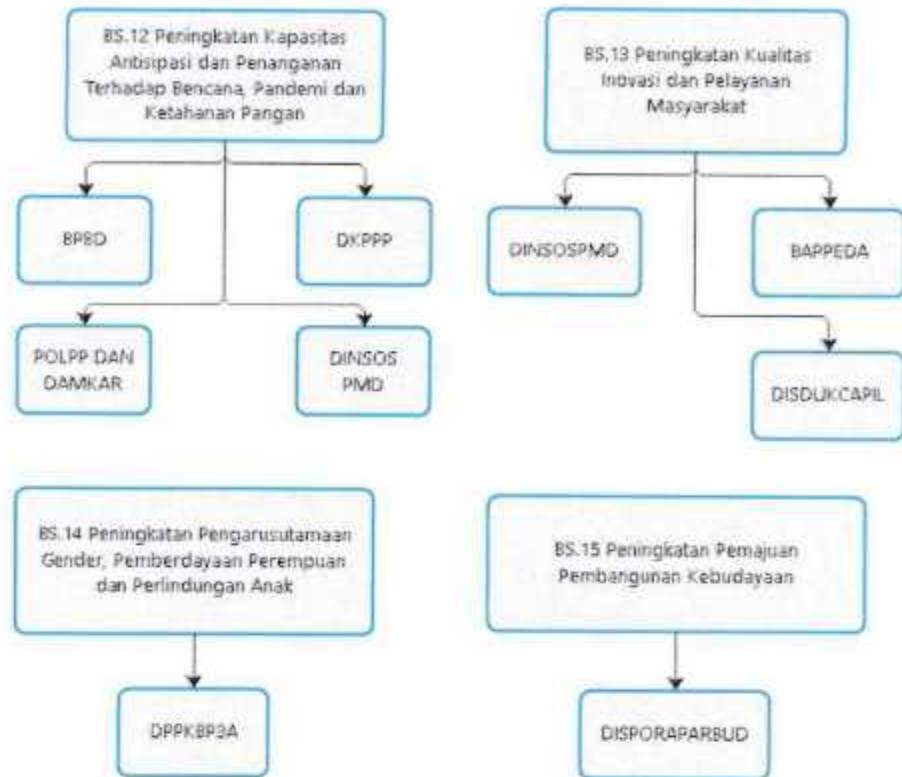 BS.12 Peningkatan Kapasitas
Antisipasi dan Penanganan
Terhadap Bencana, Pandemi dan
Ketahanan Pangan
BPBD
DKPPP
POLPP DAN
DAMKAR
DINSOS
PMD
BS.13 Peningkatan Kualitas
Inovasi dan Pelayanan
Masyarakat
DINSOSPMD
BAPPEDA
DISDUKCAPIL
BS.14 Peningkatan Pengarusutamaan
Gender, Pemberdayaan Perempuan
dan Perlindungan Anak
DPPKBP3A
BS.15 Peningkatan Pemajuan
Pembangunan Kebudayaan
DISPORAPARBUD